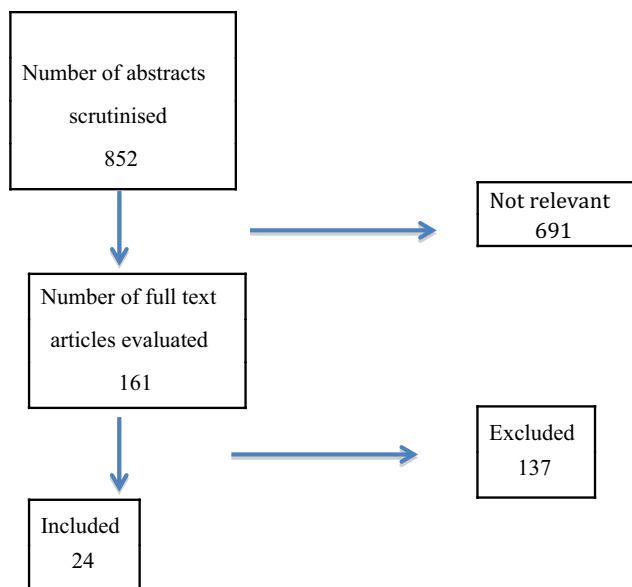 Number of abstracts
scrutinised
852
Not relevant
691
Number of full text
articles evaluated
161
Excluded
137
Included
24